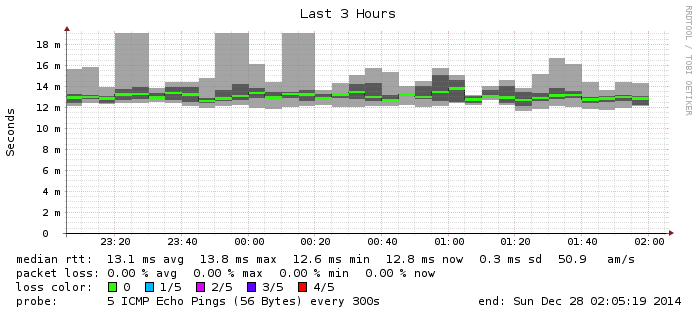 Last 3 Hours
RRDTOOL / TOBI OETIKER
Seconds
18 m
16 m
14 m
12 m
10 m
8 m
6 m
4 m
2 m
0
23:20 23:40 00:00 00:20 00:40 01:00 01:20 01:40 02:00
median rtt: 13.1 ms avg 13.8 ms max 12.6 ms min 12.8 ms now 0.3 ms sd 50.9 am/s
packet loss: 0.00 % avg 0.00 % max 0.00 % min 0.00 % now
loss color: 0 1/5 2/5 3/5 4/5
probe: 5 ICMP Echo Pings (56 Bytes) every 300s end: Sun Dec 28 02:05:19 2014